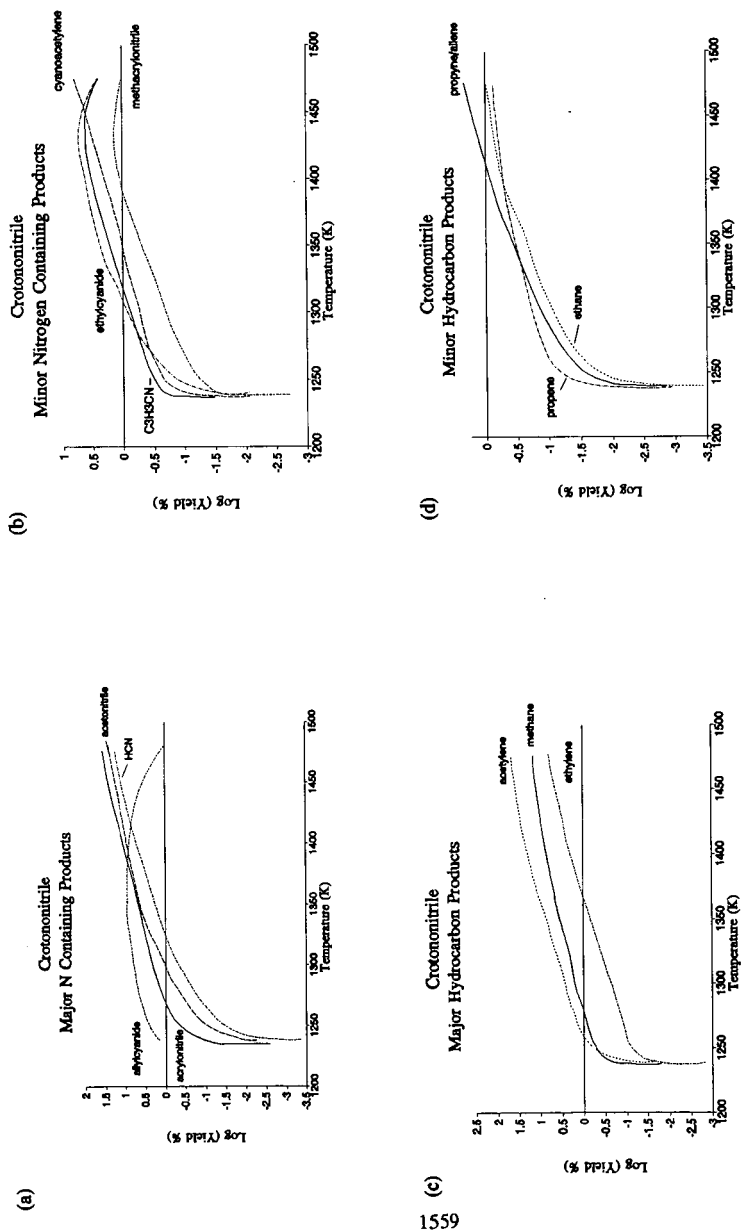 (a)
Crotononitrile
Major N Containing Products
Log (Yield %)
2
1.5
1
0.5
0
-0.5
-1
-1.5
-2
-2.5
-3
-3.5
allylcyanide
acrylonitrile
acetonitrile
HCN
1200
1250
1300
1350
1400
1450
1500
Temperature (K)
(b)
Crotononitrile
Minor Nitrogen Containing Products
Log (Yield %)
1
0.5
0
-0.5
-1
-1.5
-2
-2.5
-3
C3H3CN
ethylcyanide
cyanoacetylene
methacrylonitrile
1200
1250
1300
1350
1400
1450
1500
Temperature (K)
(c)
Crotononitrile
Major Hydrocarbon Products
Log (Yield %)
2.5
2
1.5
1
0.5
0
-0.5
-1
-1.5
-2
-2.5
-3
acetylene
methane
ethylene
1200
1250
1300
1350
1400
1450
1500
Temperature (K)
(d)
Crotononitrile
Minor Hydrocarbon Products
Log (Yield %)
0
-0.5
-1
-1.5
-2
-2.5
-3
-3.5
propene
ethane
propyne/allene
1200
1250
1300
1350
1400
1450
1500
Temperature (K)
1559